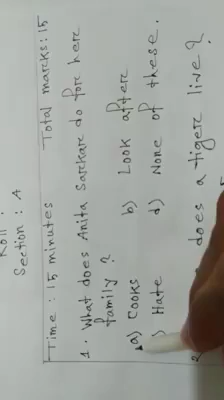 Roll :
Section : A
Time : 15 minutes Total marks : 15
1. What does Anita Sarkar do for her
family ?
a) Cooks b) Look after
) Hate d) None of these.
does a tiger live ?